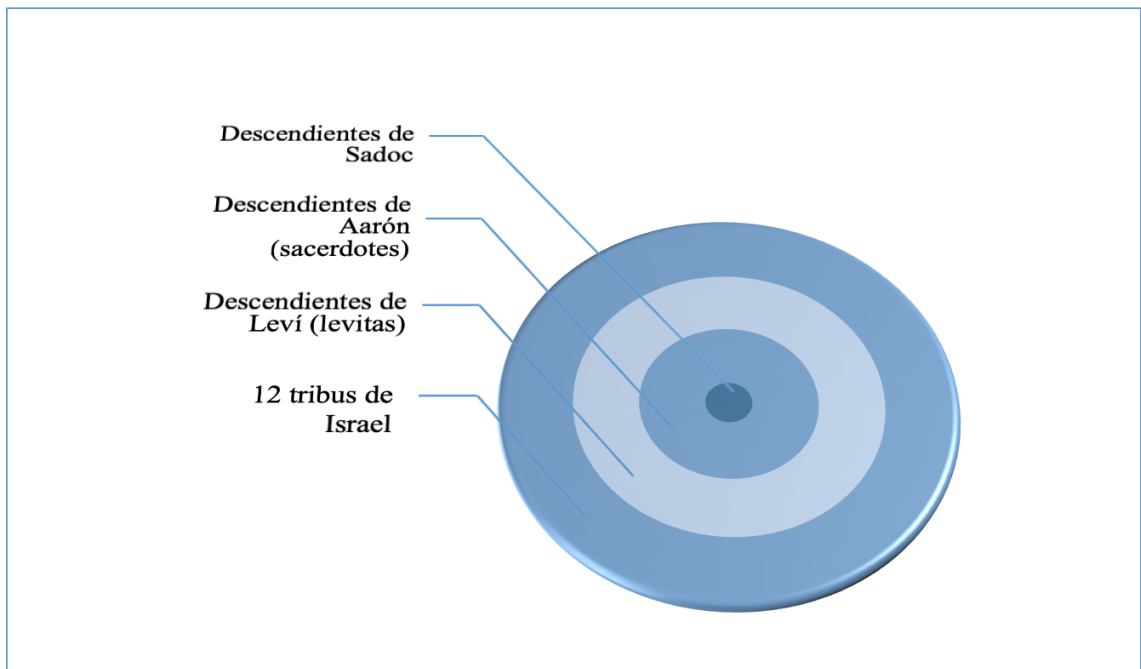 Descendientes de
Sadoc
Descendientes de
Aarón
(sacerdotes)
Descendientes de
Leví (levitas)
12 tribus de
Israel